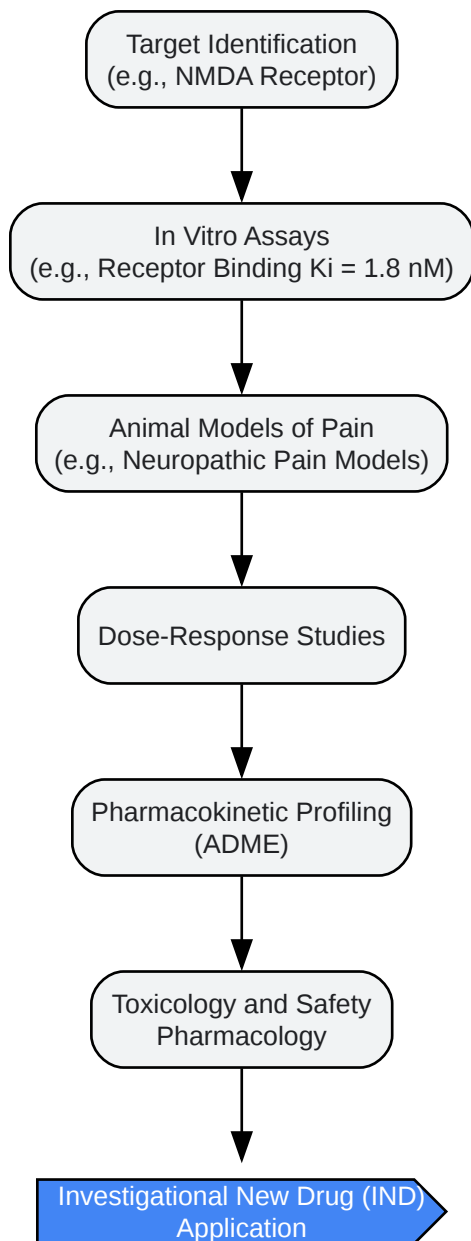 Target Identification
(e.g., NMDA Receptor)
In Vitro Assays
(e.g., Receptor Binding Ki = 1.8 nM)
Animal Models of Pain
(e.g., Neuropathic Pain Models)
Dose-Response Studies
Pharmacokinetic Profiling
(ADME)
Toxicology and Safety
Pharmacology
Investigational New Drug (IND)
Application